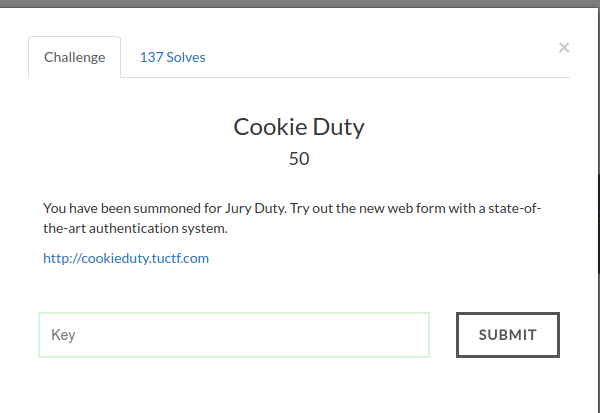 Challenge
137 Solves
×
Cookie Duty
50
You have been summoned for Jury Duty. Try out the new web form with a state-of-
the-art authentication system.
http://cookieduty.tuctf.com
Key
SUBMIT